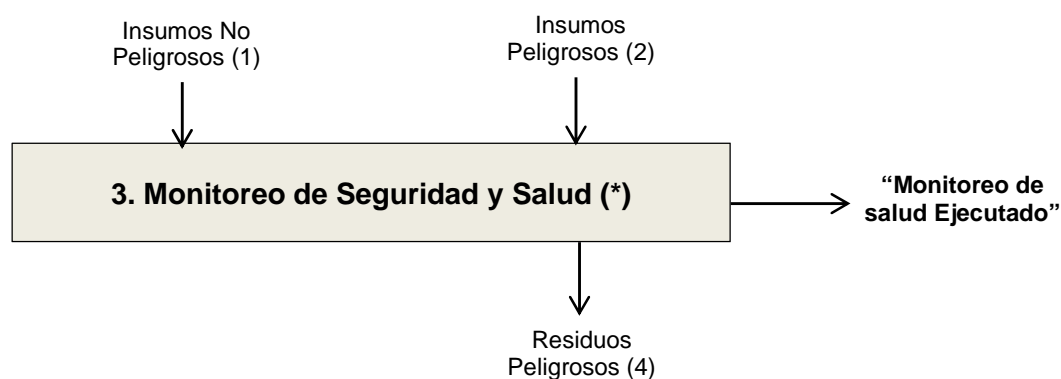 Insumos No
Peligrosos (1)
Insumos
Peligrosos (2)
3. Monitoreo de Seguridad y Salud (*)
“Monitoreo de
salud Ejecutado”
Residuos
Peligrosos (4)